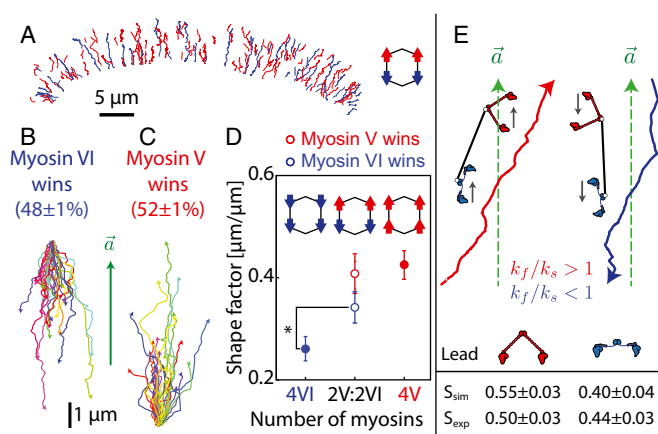 A
5 μm
B
Myosin VI
wins
(48±1%)
C
Myosin V
wins
(52±1%)
a⃗
1 μm
D
Myosin V wins
Myosin VI wins
Shape factor [μm/μm]
0.6
0.4
0.2
*
4VI 2V:2VI 4V
Number of myosins
E
a⃗ a⃗
k_f/k_s > 1
k_f/k_s < 1
Lead
S_sim 0.55±0.03 0.40±0.04
S_exp 0.50±0.03 0.44±0.03